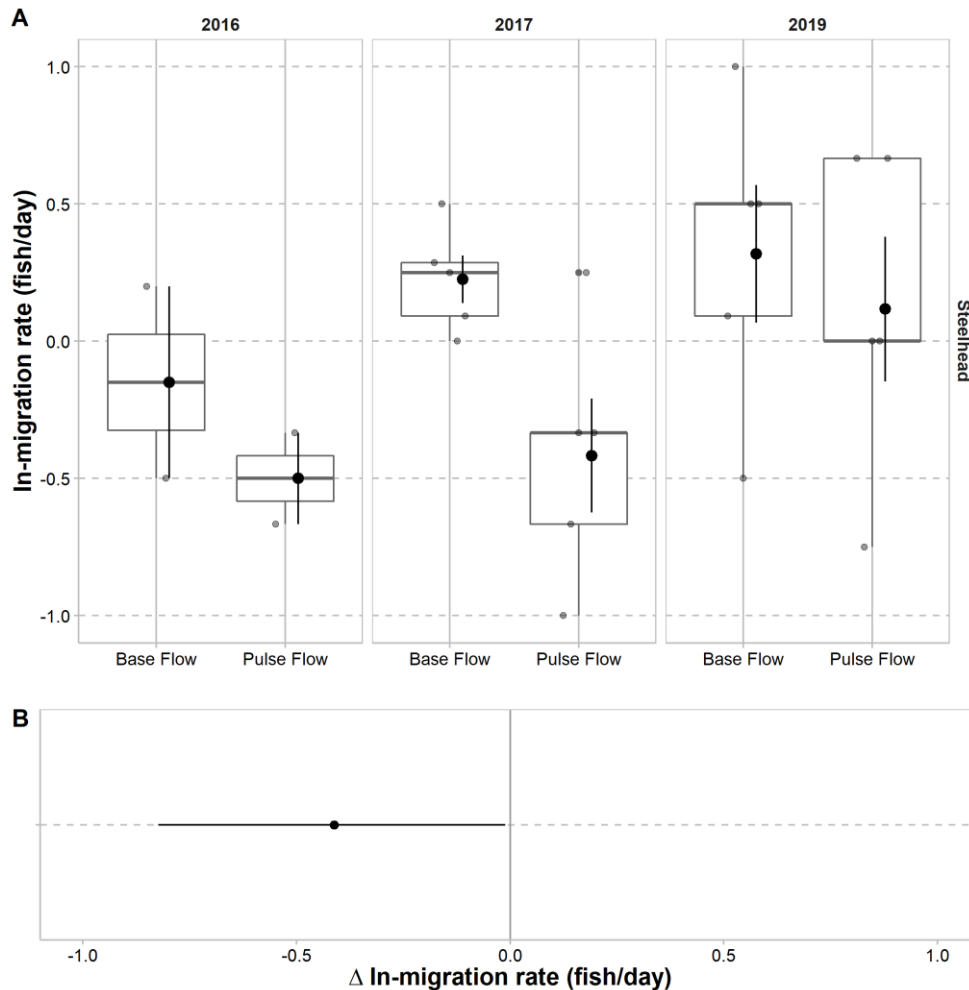 A
2016 2017 2019
In-migration rate (fish/day)
1.0
0.5
0.0
-0.5
-1.0
Steelhead
Base Flow Pulse Flow Base Flow Pulse Flow Base Flow Pulse Flow
B
-1.0 -0.5 0.0 0.5 1.0
Δ In-migration rate (fish/day)